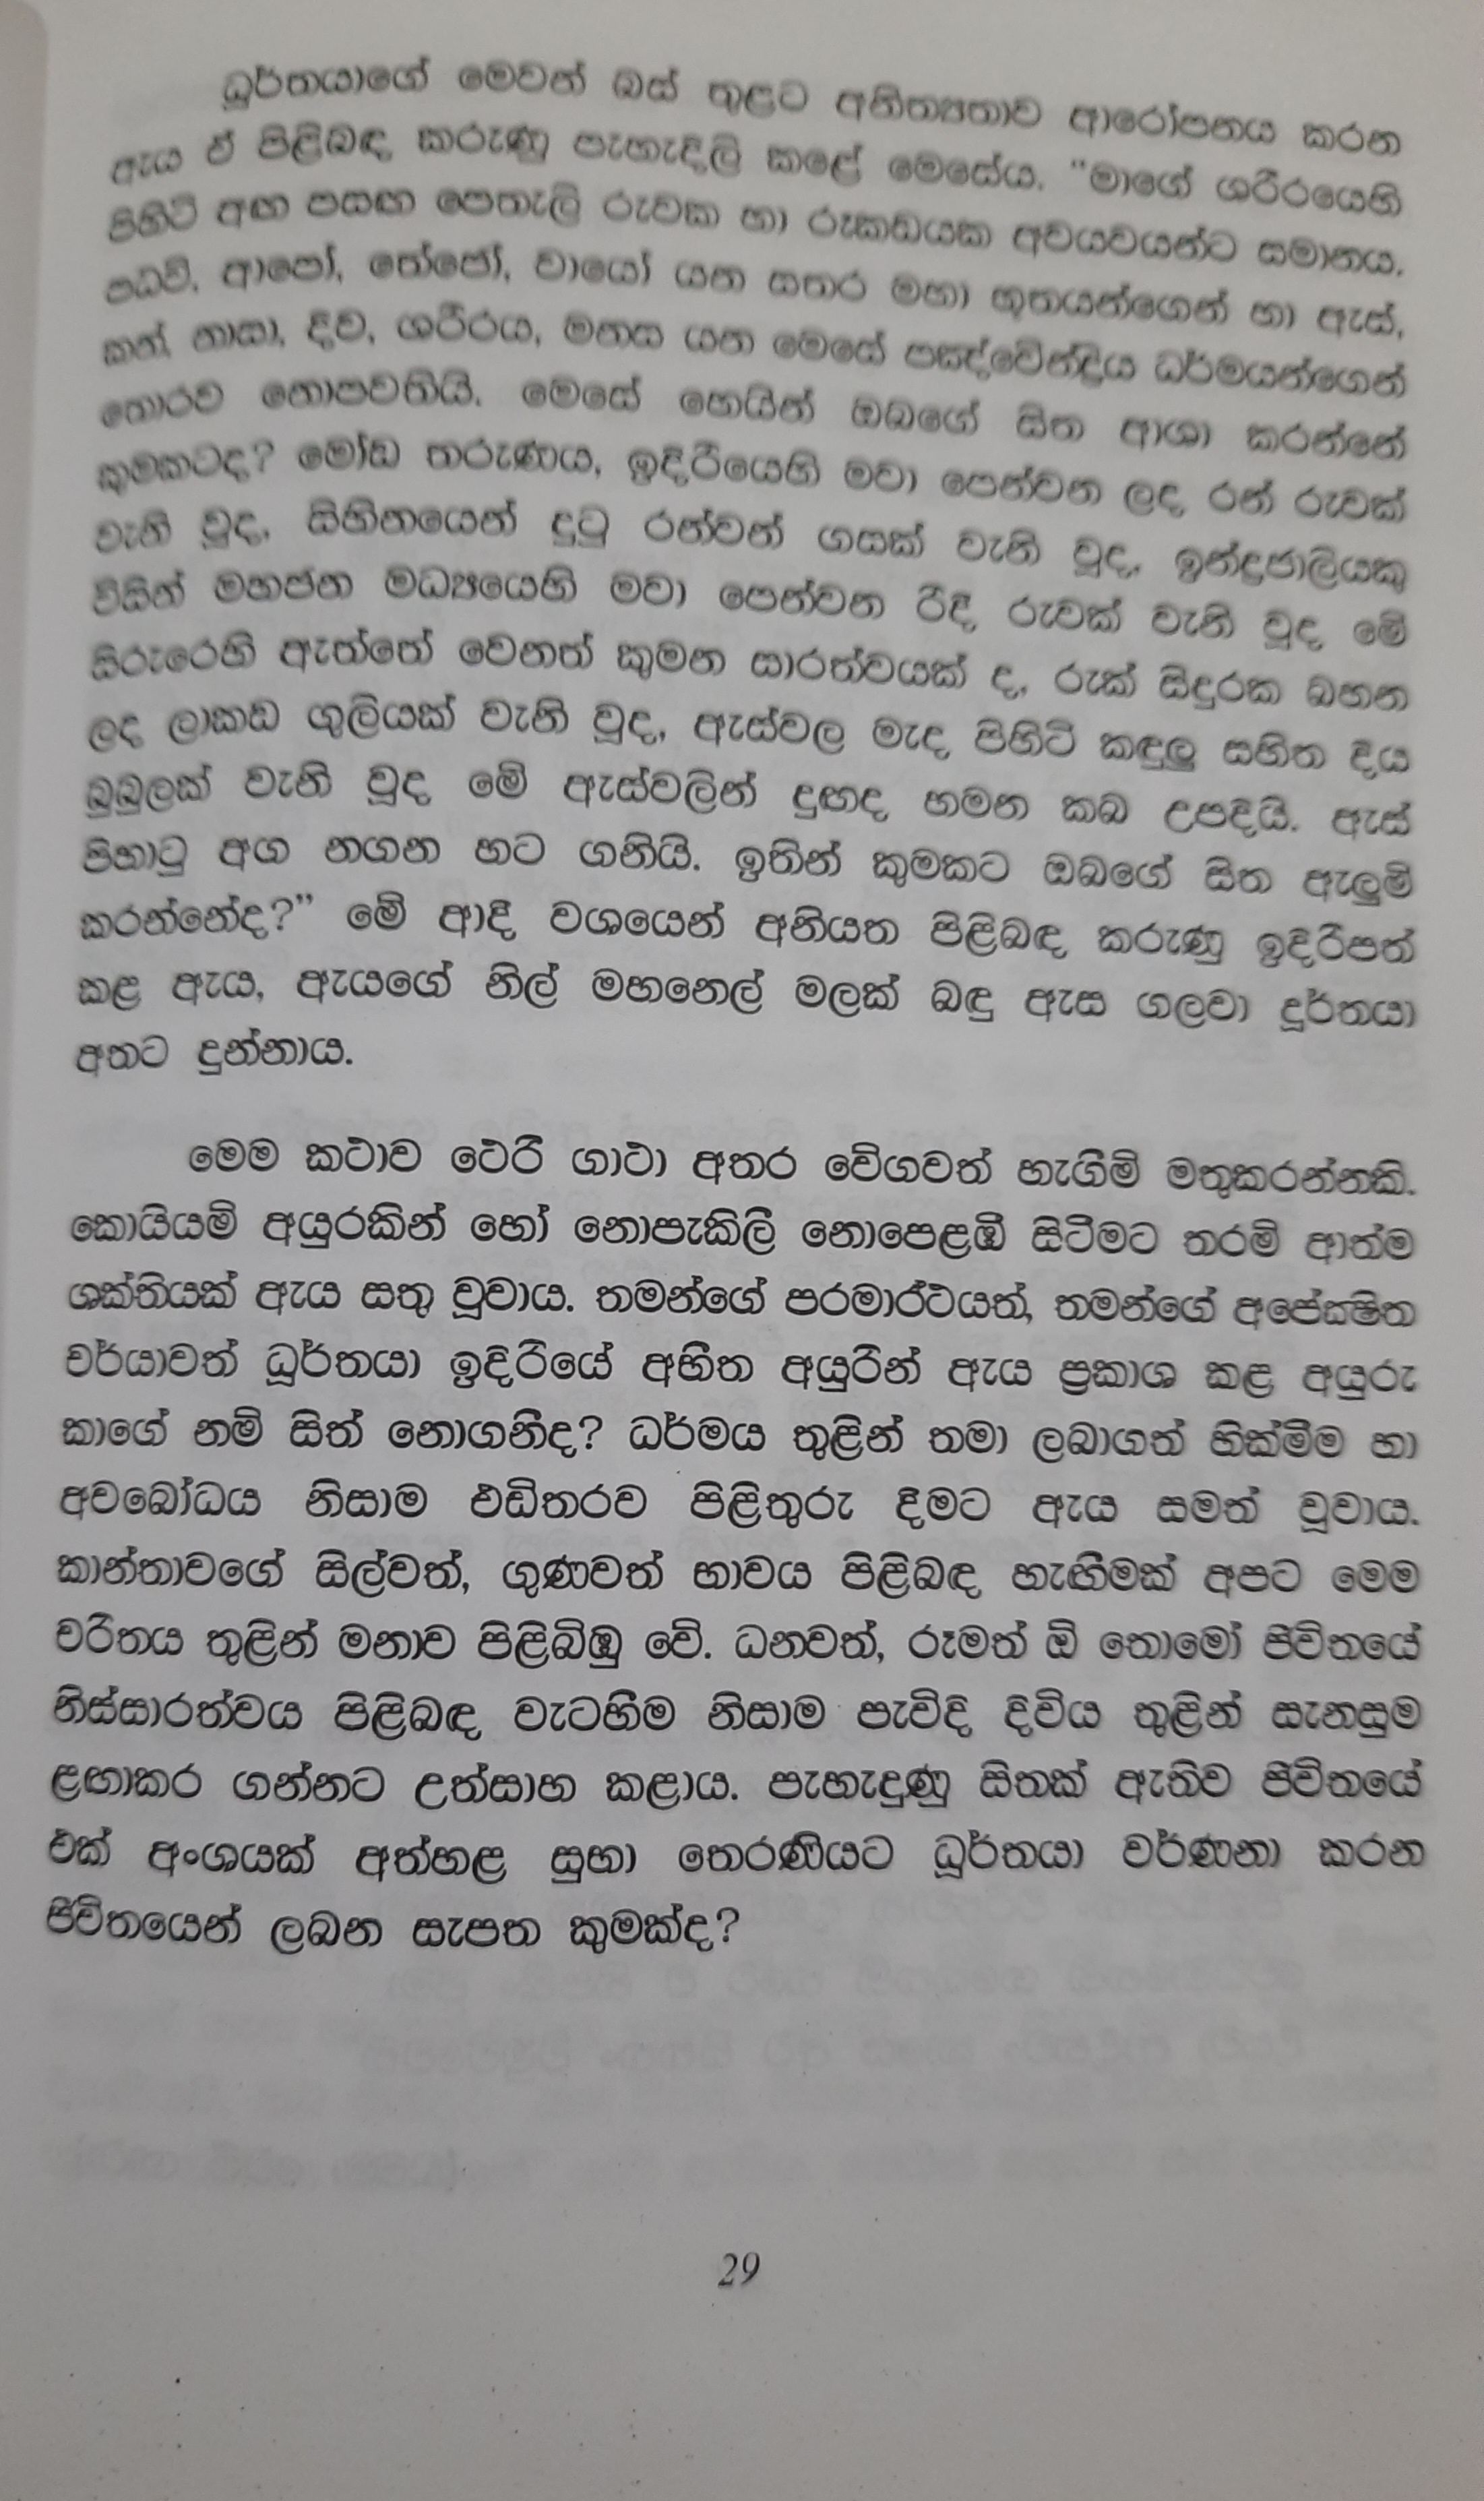 ධූර්තයාගේ මෙවන් බස් තුළට අනිත්‍යතාව ආරෝපනය කරන
ඇය ඒ පිළිබඳ කරුණු පැහැදිලි කළේ මෙසේය. "මාගේ ශරීරයෙහි
පිහිටි අඟ පසඟ පෙතැලි රුවක හා රූකඩයක අවයවයන්ට සමානය.
පඨවි, ආපෝ, තේජෝ, වායෝ යන සතර මහා භූතයන්ගෙන් හා ඇස්,
කන්, නාසා, දිව, ශරීරය, මනස යන මෙසේ පඤ්චේන්ද්‍රිය ධර්මයන්ගෙන්
තොරව නොපවතියි. මෙසේ හෙයින් ඔබගේ සිත ආශා කරන්නේ
කුමකටද? මෝඩ තරුණය, ඉදිරියෙහි මවා පෙන්වන ලද රන් රුවක්
වැනි වූද, සිහිනයෙන් දුටු රන්වන් ගසක් වැනි වූද, ඉන්ද්‍රජාලියකු
විසින් මහජන මධ්‍යයෙහි මවා පෙන්වන රිදී රුවක් වැනි වූද මේ
සිරුරෙහි ඇත්තේ වෙනත් කුමන සාරත්වයක් ද, රුක් සිදුරක බහන
ලද ලාකඩ ගුලියක් වැනි වූද, ඇස්වල මැද පිහිටි කඳුලු සහිත දිය
බුබුලක් වැනි වූද මේ ඇස්වලින් දුඟද හමන කබ උපදියි. ඇස්
පිහාටු අග නගන හට ගනියි. ඉතින් කුමකට ඔබගේ සිත ඇලුම්
කරන්නේද?" මේ ආදී වශයෙන් අනියත පිළිබඳ කරුණු ඉදිරිපත්
කළ ඇය, ඇයගේ නිල් මහනෙල් මලක් බඳු ඇස ගලවා දූර්තයා
අතට දුන්නාය.
මෙම කථාව ථෙරී ගාථා අතර වේගවත් හැගීම් මතුකරන්නකි.
කොයියම් අයුරකින් හෝ නොපැකිලී නොපෙළඹී සිටීමට තරම් ආත්ම
ශක්තියක් ඇය සතු වූවාය. තමන්ගේ පරමාර්ථයත්, තමන්ගේ අපේක්‍ෂිත
චර්යාවත් ධූර්තයා ඉදිරියේ අභීත අයුරින් ඇය ප්‍රකාශ කළ අයුරු
කාගේ නම් සිත් නොගනීද? ධර්මය තුළින් තමා ලබාගත් හික්මීම හා
අවබෝධය නිසාම එඩිතරව පිළිතුරු දීමට ඇය සමත් වූවාය.
කාන්තාවගේ සිල්වත්, ගුණවත් භාවය පිළිබඳ හැඟීමක් අපට මෙම
චරිතය තුළින් මනාව පිළිබිඹු වේ. ධනවත්, රූමත් ඕ තොමෝ ජීවිතයේ
නිස්සාරත්වය පිළිබඳ වැටහීම නිසාම පැවිදි දිවිය තුළින් සැනසුම
ළඟාකර ගන්නට උත්සාහ කළාය. පැහැදුණු සිතක් ඇතිව ජීවිතයේ
එක් අංශයක් අත්හළ සුභා තෙරණියට ධූර්තයා වර්ණනා කරන
ජීවිතයෙන් ලබන සැපත කුමක්ද?
29